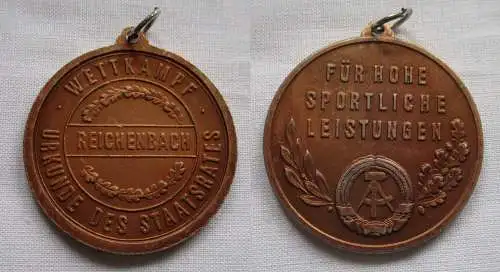 WETTKAMPF
REICHENBACH
URKUNDE DES STAATSRATES
FÜR HOHE
SPORTLICHE
LEISTUNGEN